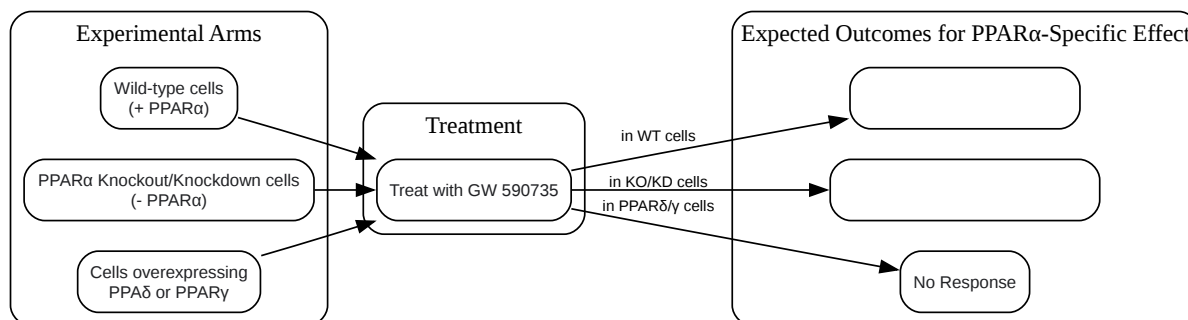 Experimental Arms
Wild-type cells
(+ PPARα)
PPARα Knockout/Knockdown cells
(- PPARα)
Cells overexpressing
PPAδ or PPARγ
Treatment
Treat with GW 590735
in WT cells
in KO/KD cells
in PPARδ/γ cells
Expected Outcomes for PPARα-Specific Effect
No Response